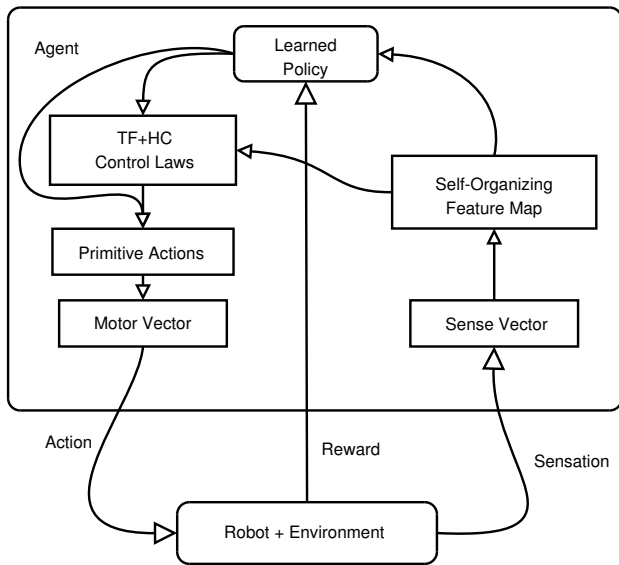 Agent
Learned
Policy
TF+HC
Control Laws
Self-Organizing
Feature Map
Primitive Actions
Motor Vector
Sense Vector
Action
Reward
Sensation
Robot + Environment